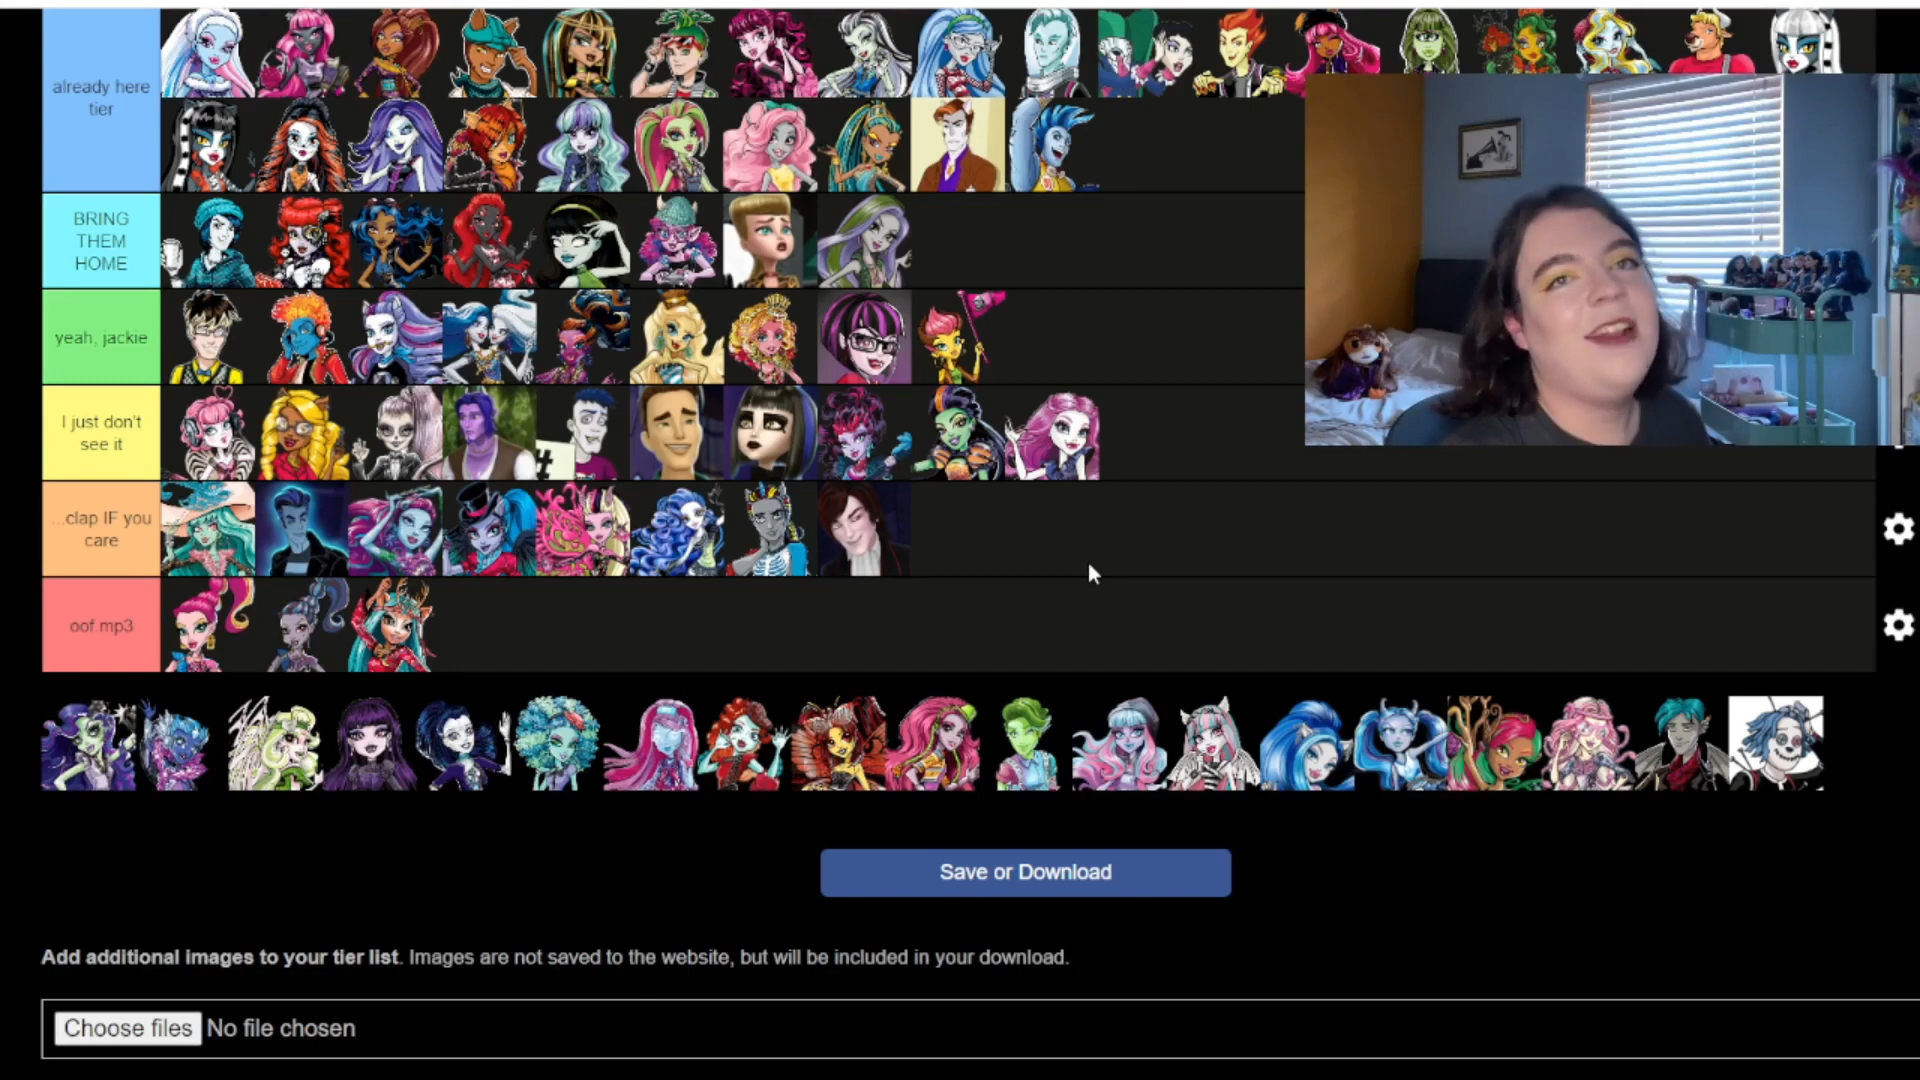 already here
tier
BRING
THEM
HOME
yeah, jackie
I just don't
see it
#
...clap IF you
care
oof.mp3
Save or Download
Add additional images to your tier list. Images are not saved to the website, but will be included in your download.
Choose files No file chosen